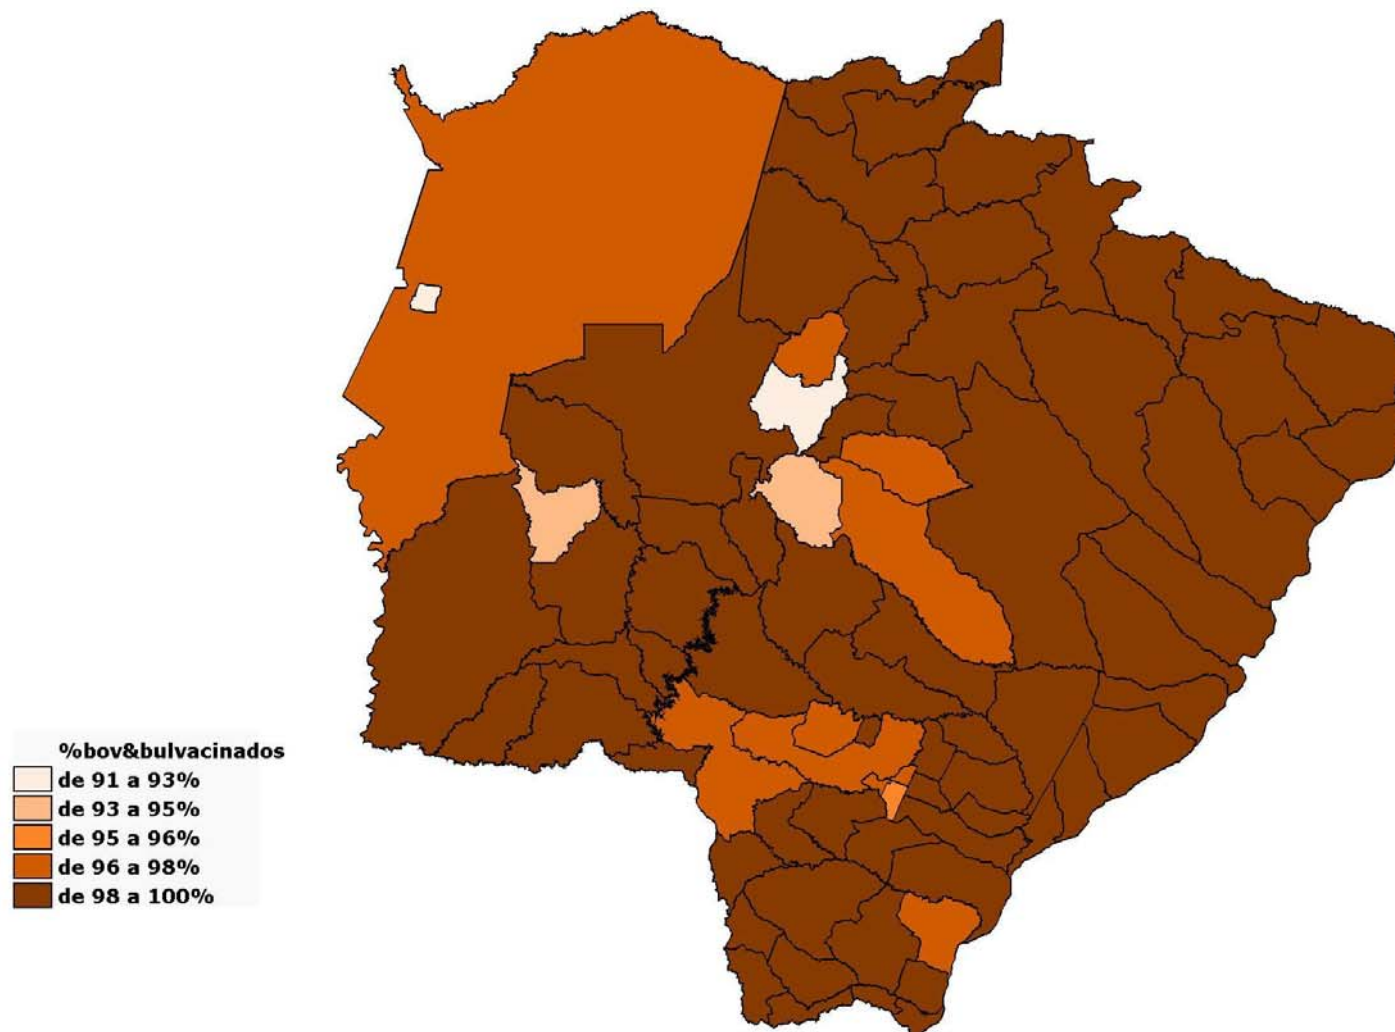 %bov&bulvacinados
de 91 a 93%
de 93 a 95%
de 95 a 96%
de 96 a 98%
de 98 a 100%